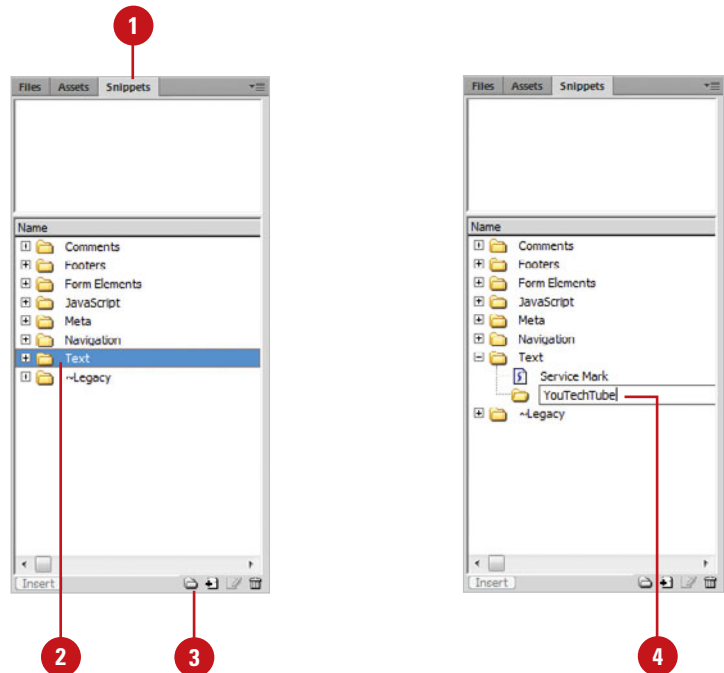 1
Files Assets Snippets
Name
Comments
Footers
Form Elements
JavaScript
Meta
Navigation
Text
~Legacy
Insert
2
3
Files Assets Snippets
Name
Comments
Footers
Form Elements
JavaScript
Meta
Navigation
Text
Service Mark
YouTechTube
~Legacy
Insert
4